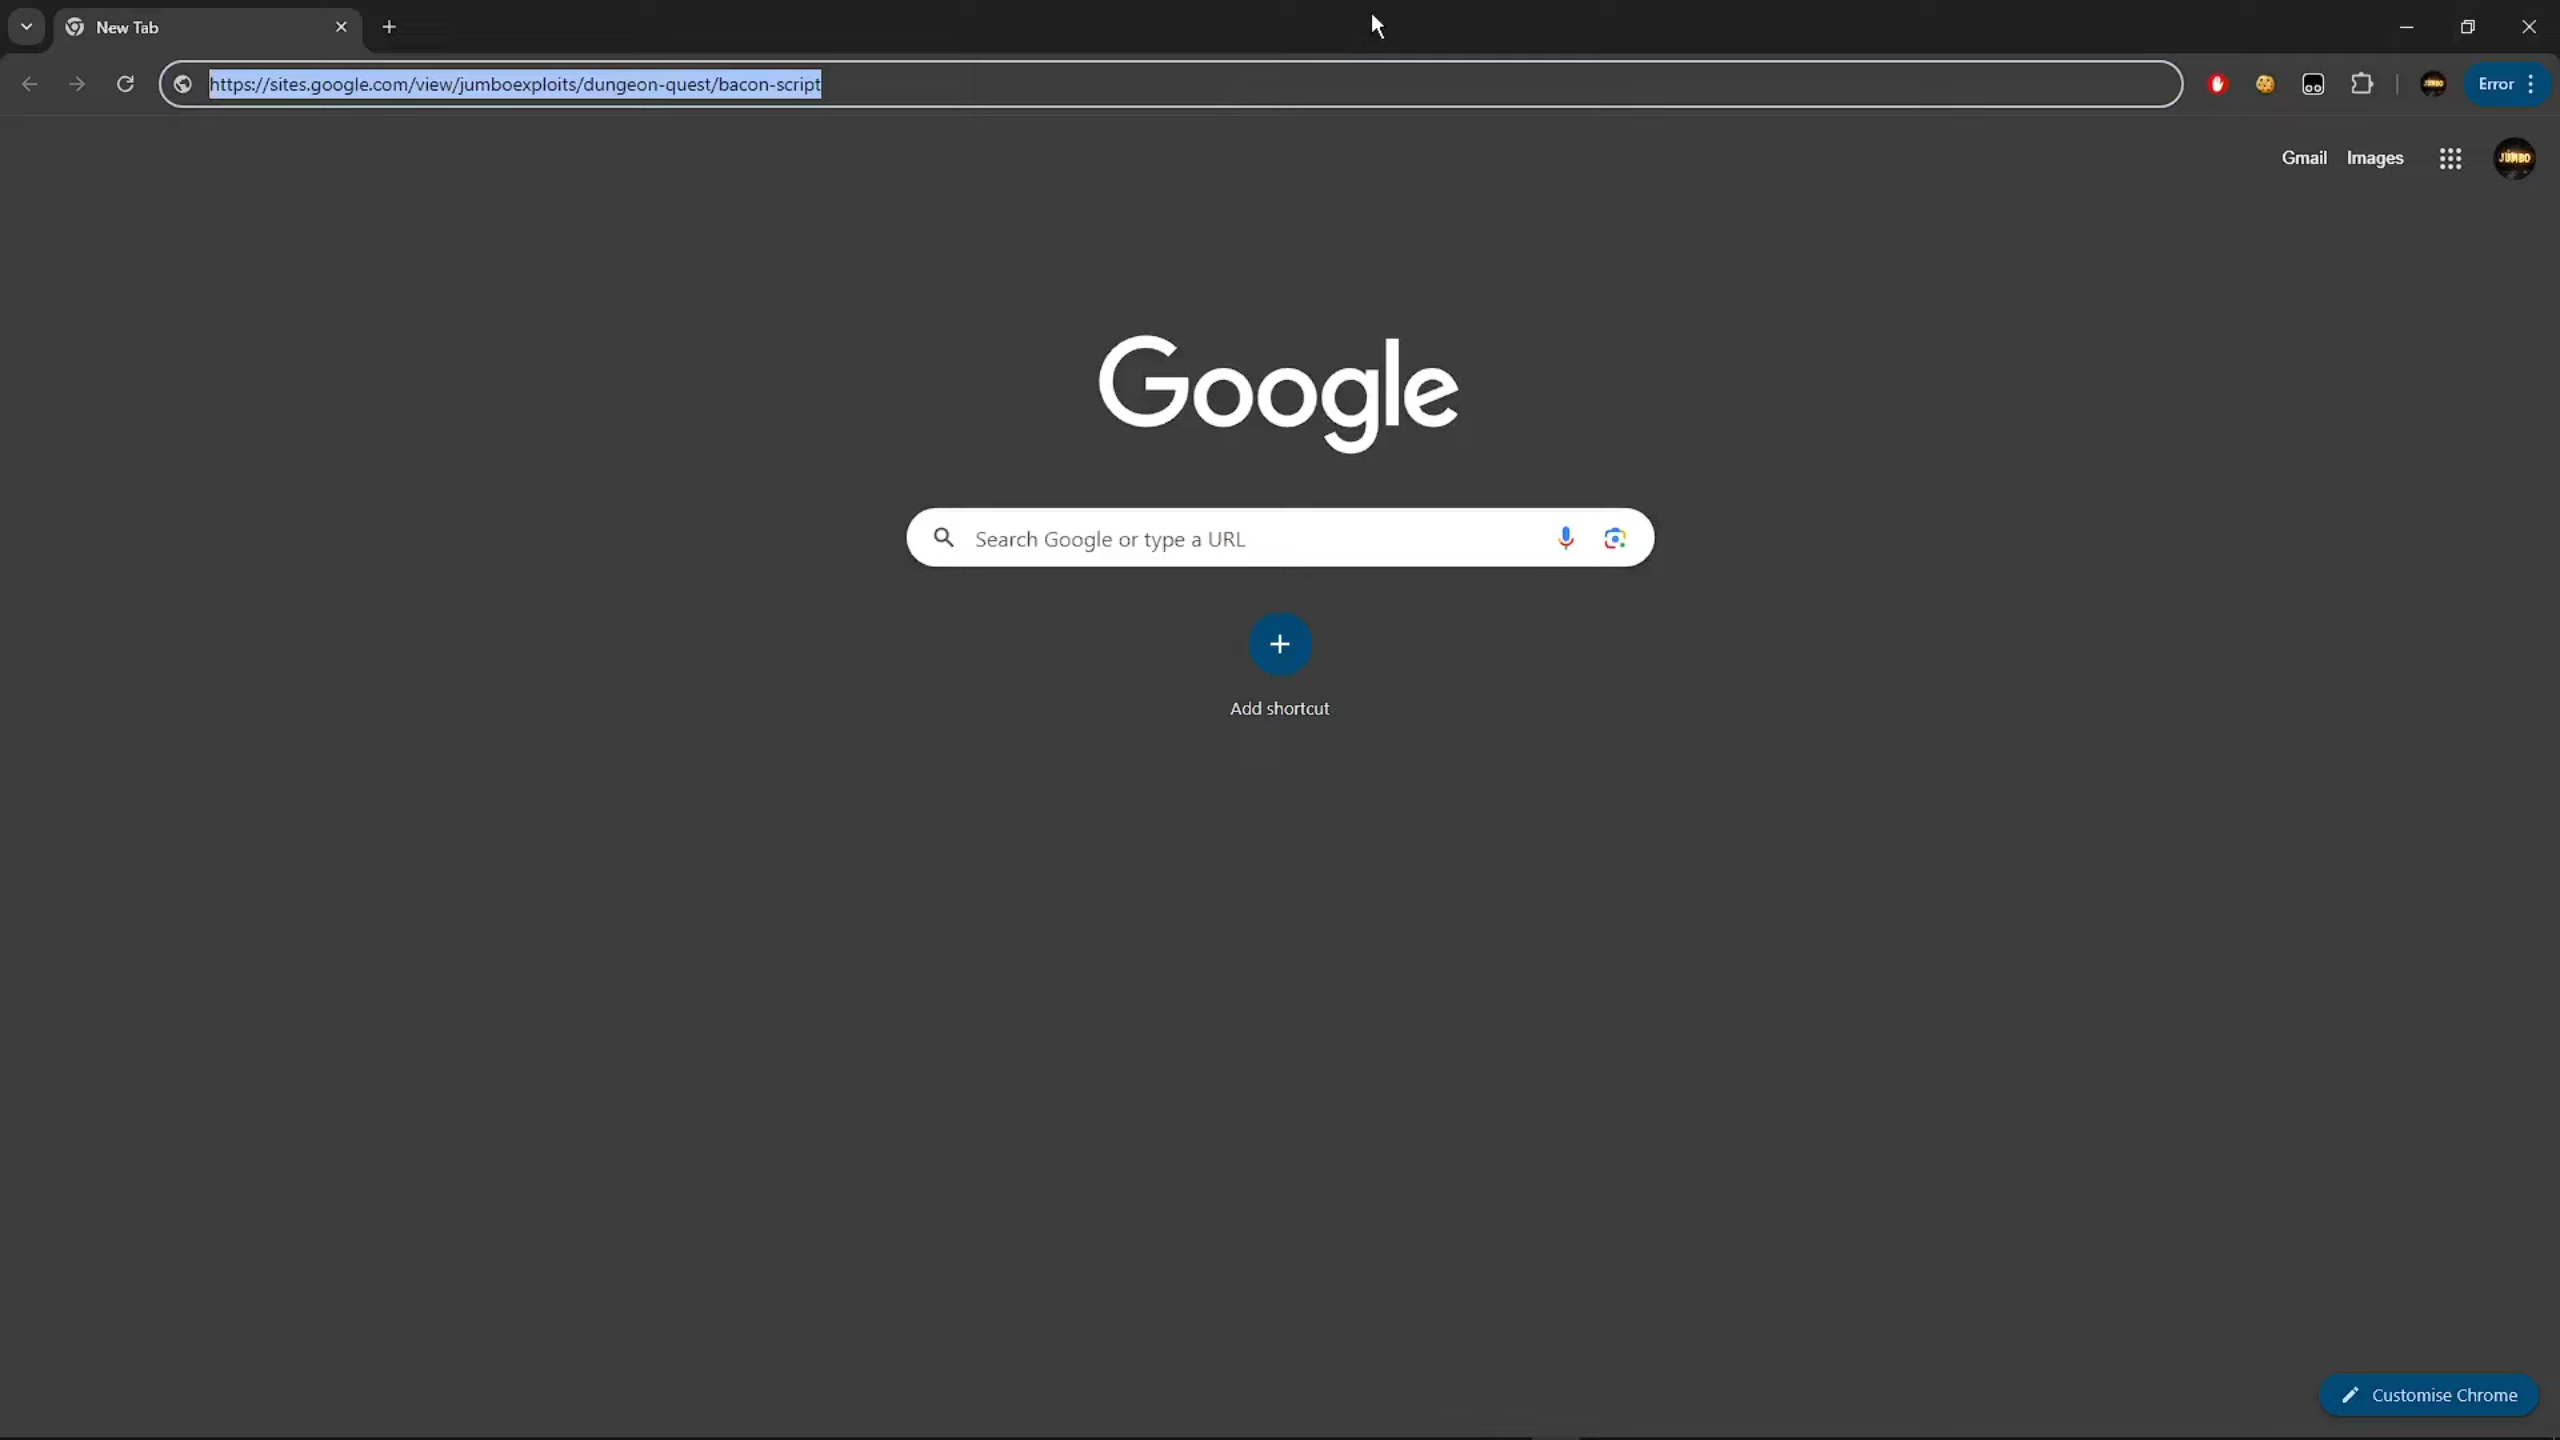 New Tab
https://sites.google.com/view/jumboexploits/dungeon-quest/bacon-script
Error
Gmail Images
JUMBO
Google
Search Google or type a URL
Add shortcut
Customise Chrome